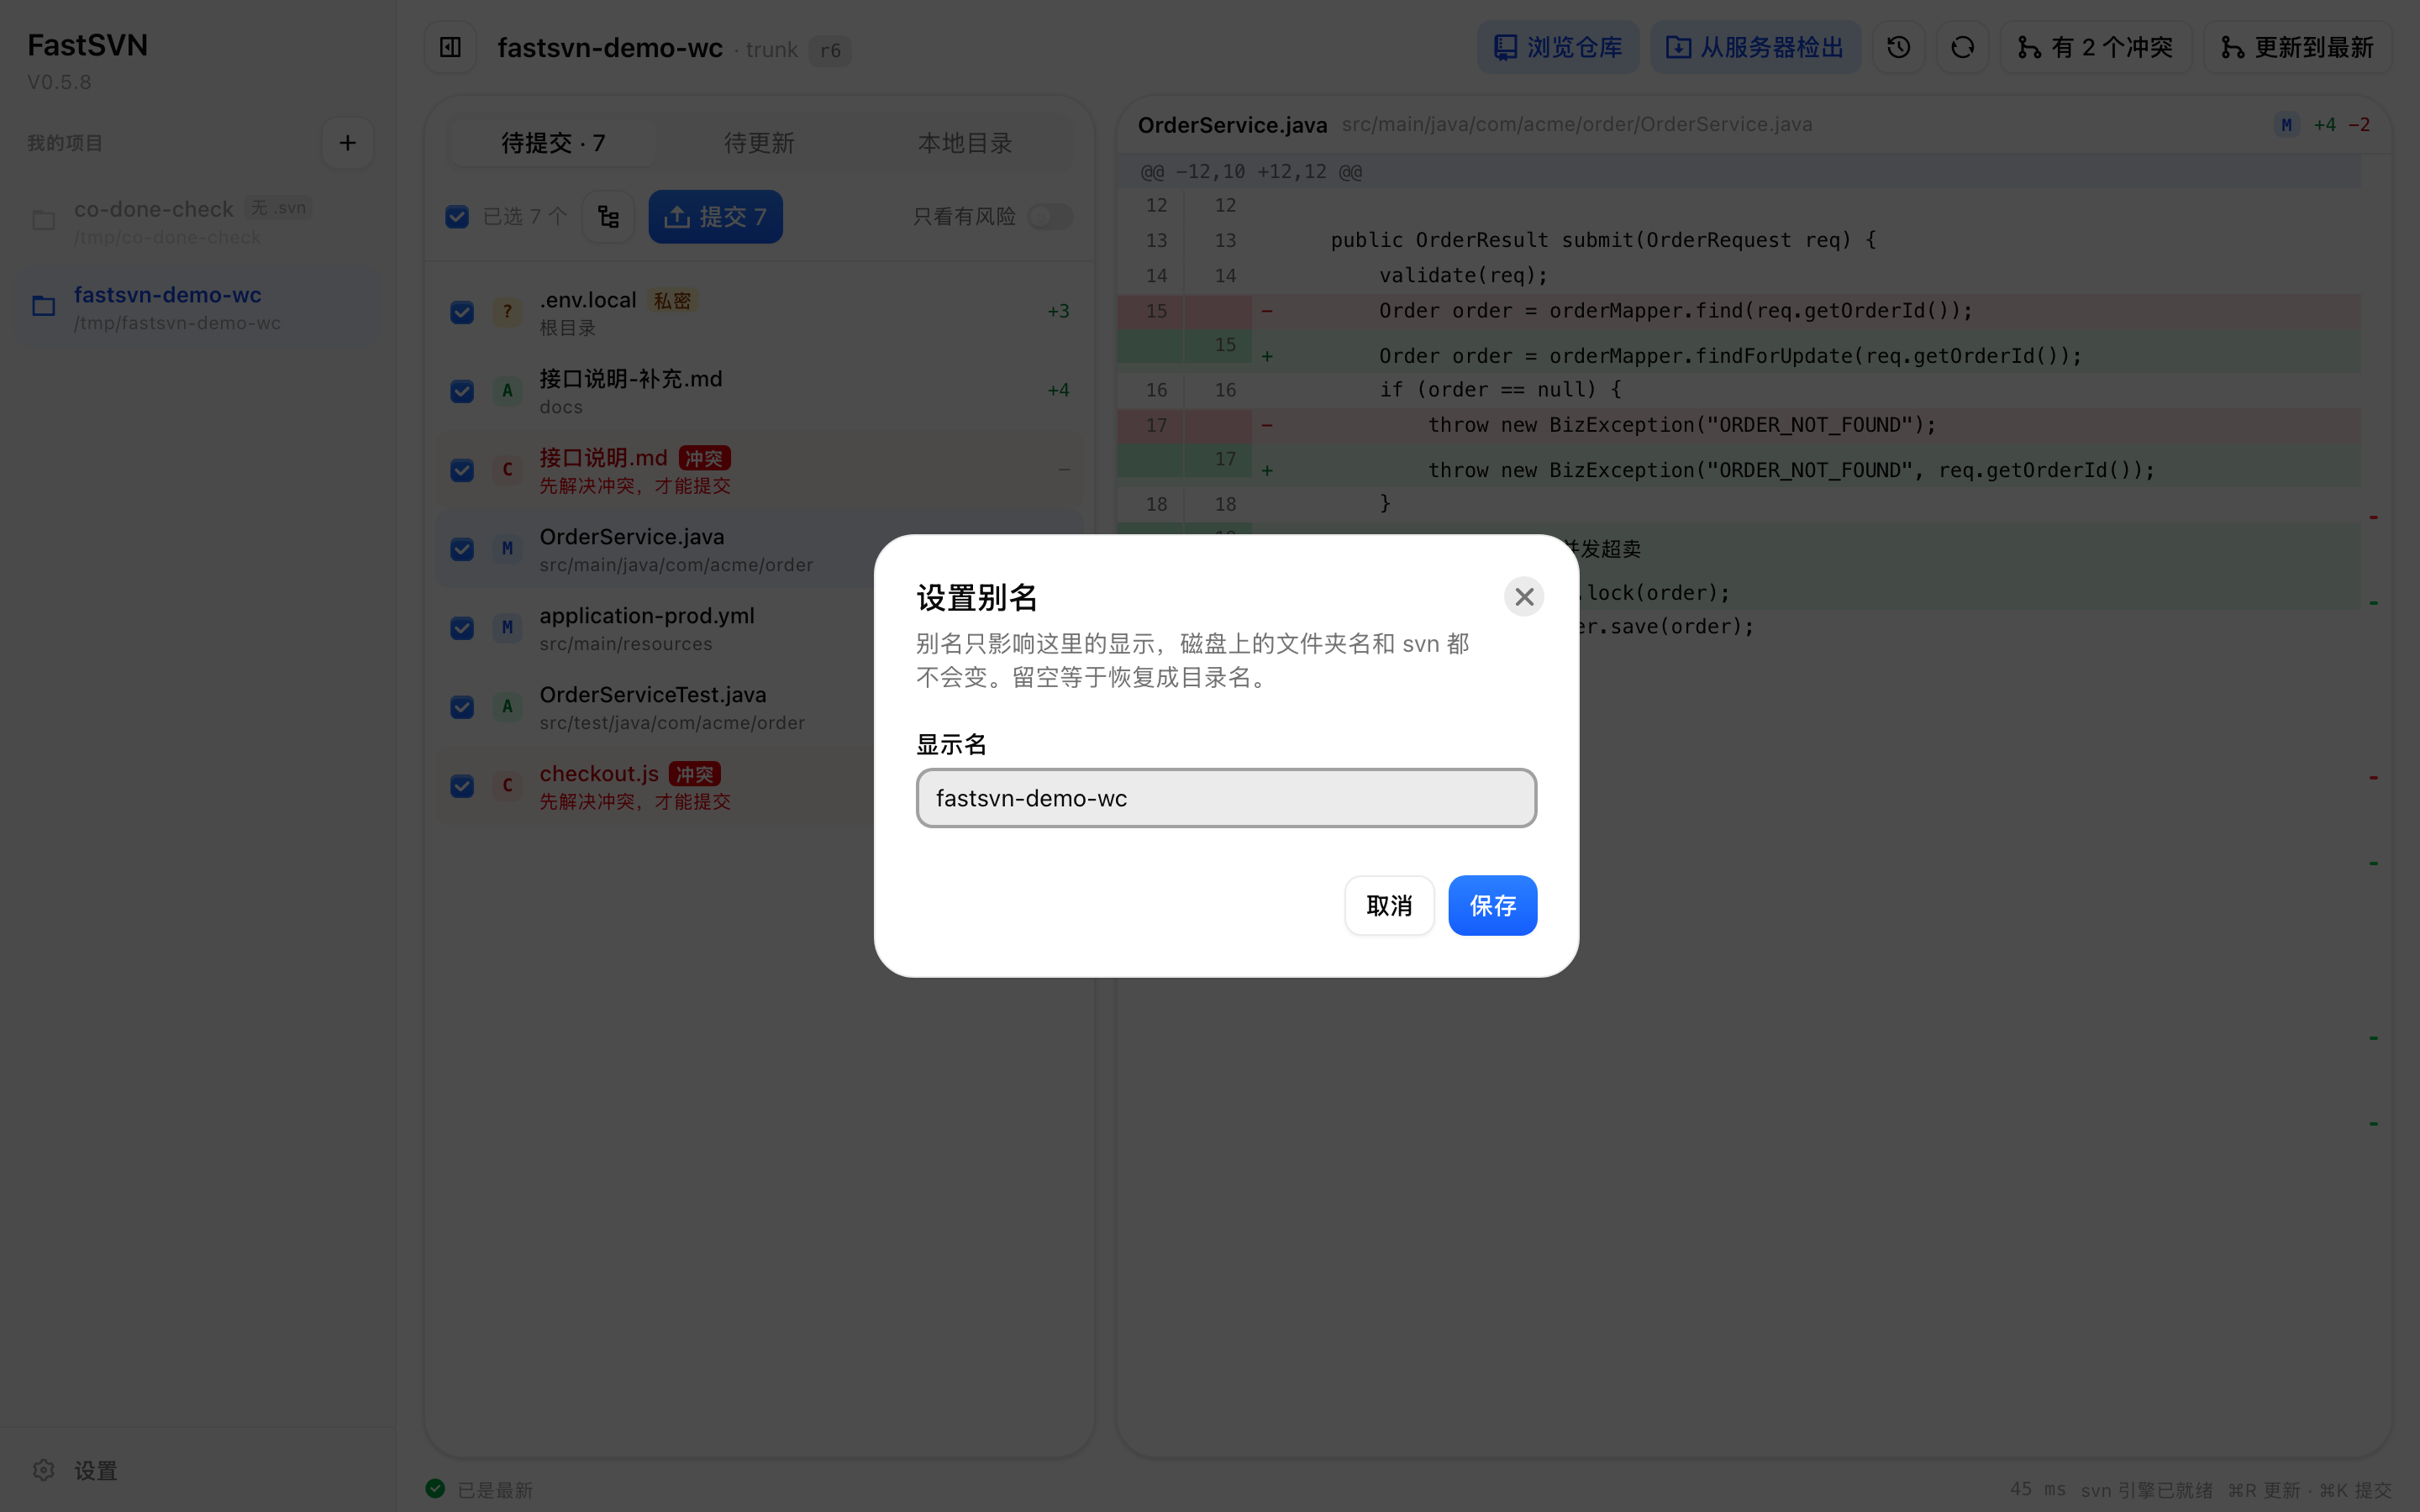 FastSVN
V0.5.8
我的项目
co-done-check 无 .svn
/tmp/co-done-check
fastsvn-demo-wc
/tmp/fastsvn-demo-wc
设置
fastsvn-demo-wc · trunk r6
浏览仓库
从服务器检出
有 2 个冲突
更新到最新
待提交 · 7
待更新
本地目录
已选 7 个
提交 7
只看有风险
? .env.local 私密 +3
根目录
A 接口说明-补充.md +4
docs
C 接口说明.md 冲突 –
先解决冲突，才能提交
M OrderService.java
src/main/java/com/acme/order
M application-prod.yml
src/main/resources
A OrderServiceTest.java
src/test/java/com/acme/order
C checkout.js 冲突
先解决冲突，才能提交
OrderService.java src/main/java/com/acme/order/OrderService.java M +4 −2
@@ −12,10 +12,12 @@
12 12
13 13 public OrderResult submit(OrderRequest req) {
14 14 validate(req);
15 − Order order = orderMapper.find(req.getOrderId());
15 + Order order = orderMapper.findForUpdate(req.getOrderId());
16 16 if (order == null) {
17 − throw new BizException("ORDER_NOT_FOUND");
17 + throw new BizException("ORDER_NOT_FOUND", req.getOrderId());
18 18 }
并发超卖
.lock(order);
er.save(order);
设置别名
别名只影响这里的显示，磁盘上的文件夹名和 svn 都
不会变。留空等于恢复成目录名。
显示名
fastsvn-demo-wc
取消
保存
已是最新
45 ms svn 引擎已就绪 ⌘R 更新 · ⌘K 提交